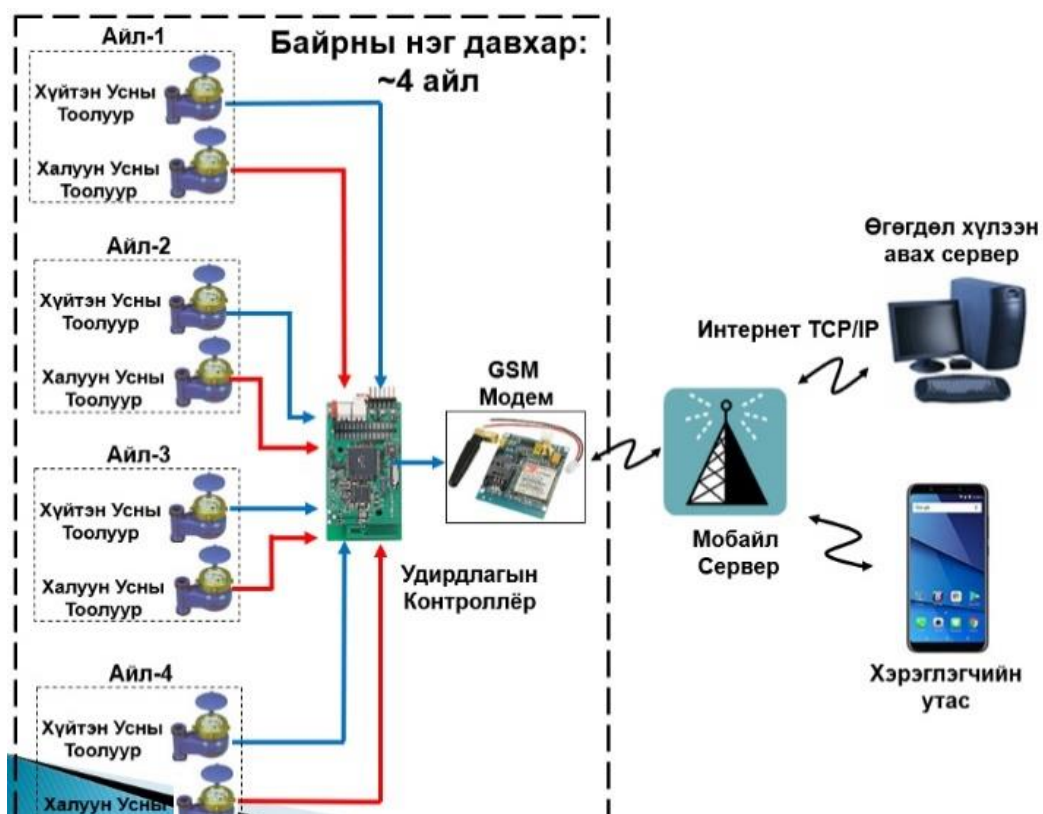 Айл-1
Байрны нэг давхар:
~4 айл
Хүйтэн Усны
Тоолуур
Халуун Усны
Тоолуур
Айл-2
Хүйтэн Усны
Тоолуур
Халуун Усны
Тоолуур
Айл-3
Хүйтэн Усны
Тоолуур
Халуун Усны
Тоолуур
Айл-4
Хүйтэн Усны
Тоолуур
Халуун Усны
GSM
Модем
Удирдлагын
Контроллёр
Интернет TCP/IP
Өгөгдөл хүлээн
авах сервер
Мобайл
Сервер
Хэрэглэгчийн
утас